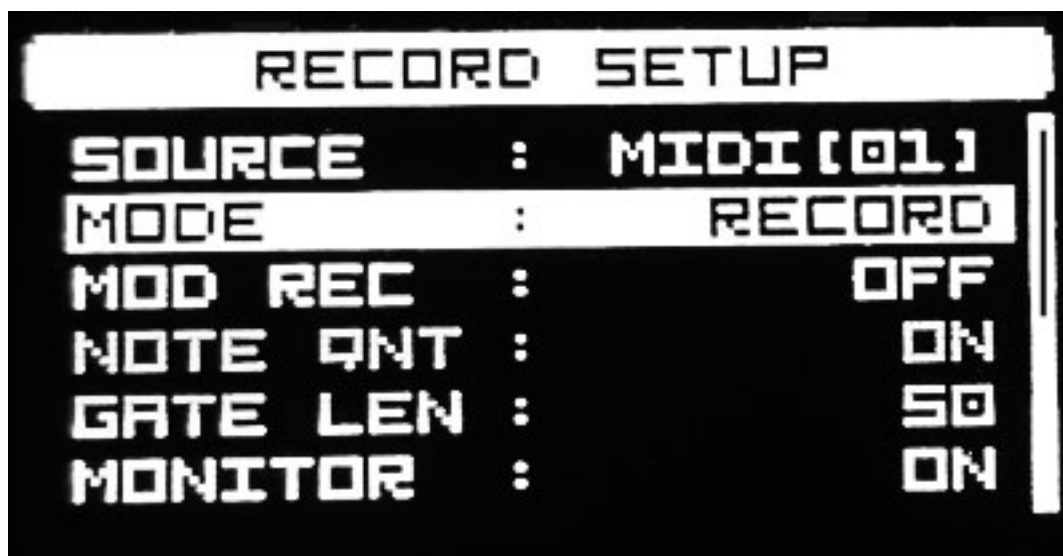 RECORD SETUP
SOURCE : MIDI[01]
MODE : RECORD
MOD REC : OFF
NOTE QNT : ON
GATE LEN : 50
MONITOR : ON